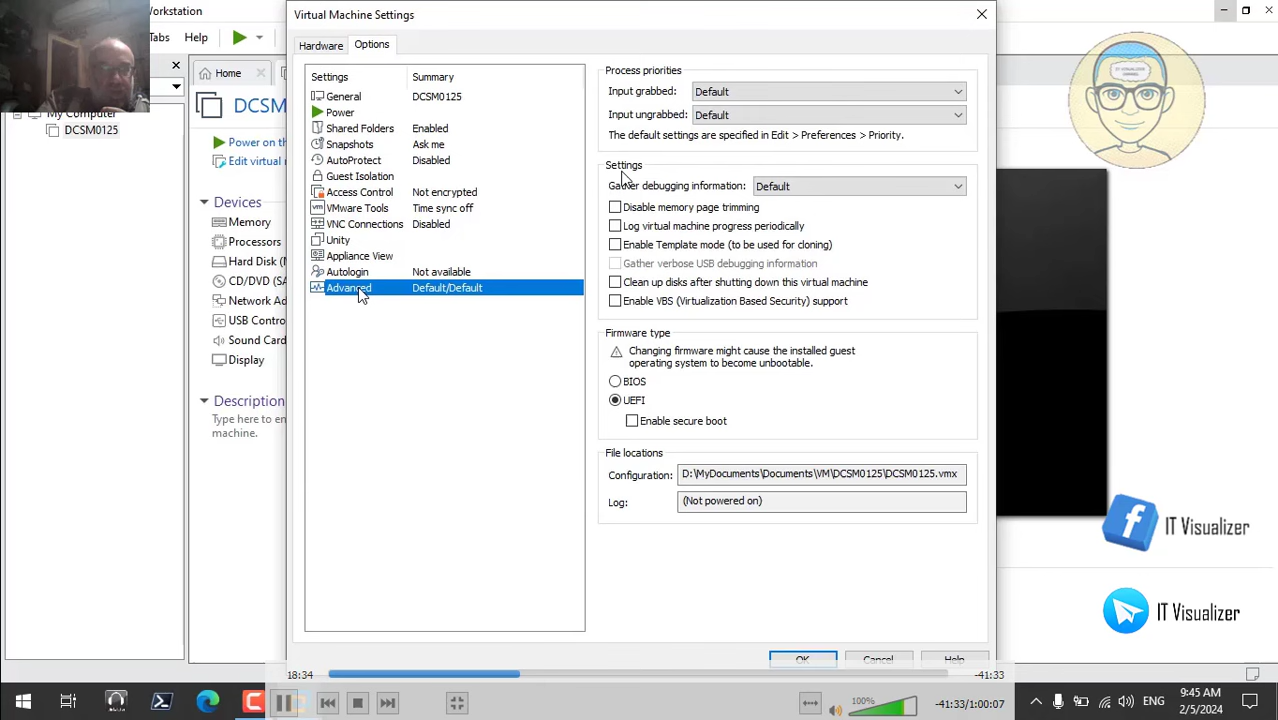 orkstation
Virtual Machine Settings
Tabs
Help
Hardware
Options
Home
My Computer
DCSM0125
Power on th
Edit virtual
Devices
Memory
Processors
Hard Disk (
CD/DVD (SA
Network Ad
USB Contro
Sound Card
Display
Description
Type here to en
machine.
Settings Summary
General DCSM0125
Power
Shared Folders Enabled
Snapshots Ask me
AutoProtect Disabled
Guest Isolation
Access Control Not encrypted
VMware Tools Time sync off
VNC Connections Disabled
Unity
Appliance View
Autologin Not available
Advanced Default/Default
Process priorities
Input grabbed: Default
Input ungrabbed: Default
The default settings are specified in Edit > Preferences > Priority.
Settings
Gather debugging information: Default
Disable memory page trimming
Log virtual machine progress periodically
Enable Template mode (to be used for cloning)
Gather verbose USB debugging information
Clean up disks after shutting down this virtual machine
Enable VBS (Virtualization Based Security) support
Firmware type
Changing firmware might cause the installed guest
operating system to become unbootable.
BIOS
UEFI
Enable secure boot
File locations
Configuration: D:\MyDocuments\Documents\VM\DCSM0125\DCSM0125.vmx
Log: (Not powered on)
OK Cancel Help
IT Visualizer
IT Visualizer
18:34
-41:33
100%
-41:33/1:00:07
ENG
9:45 AM
2/5/2024